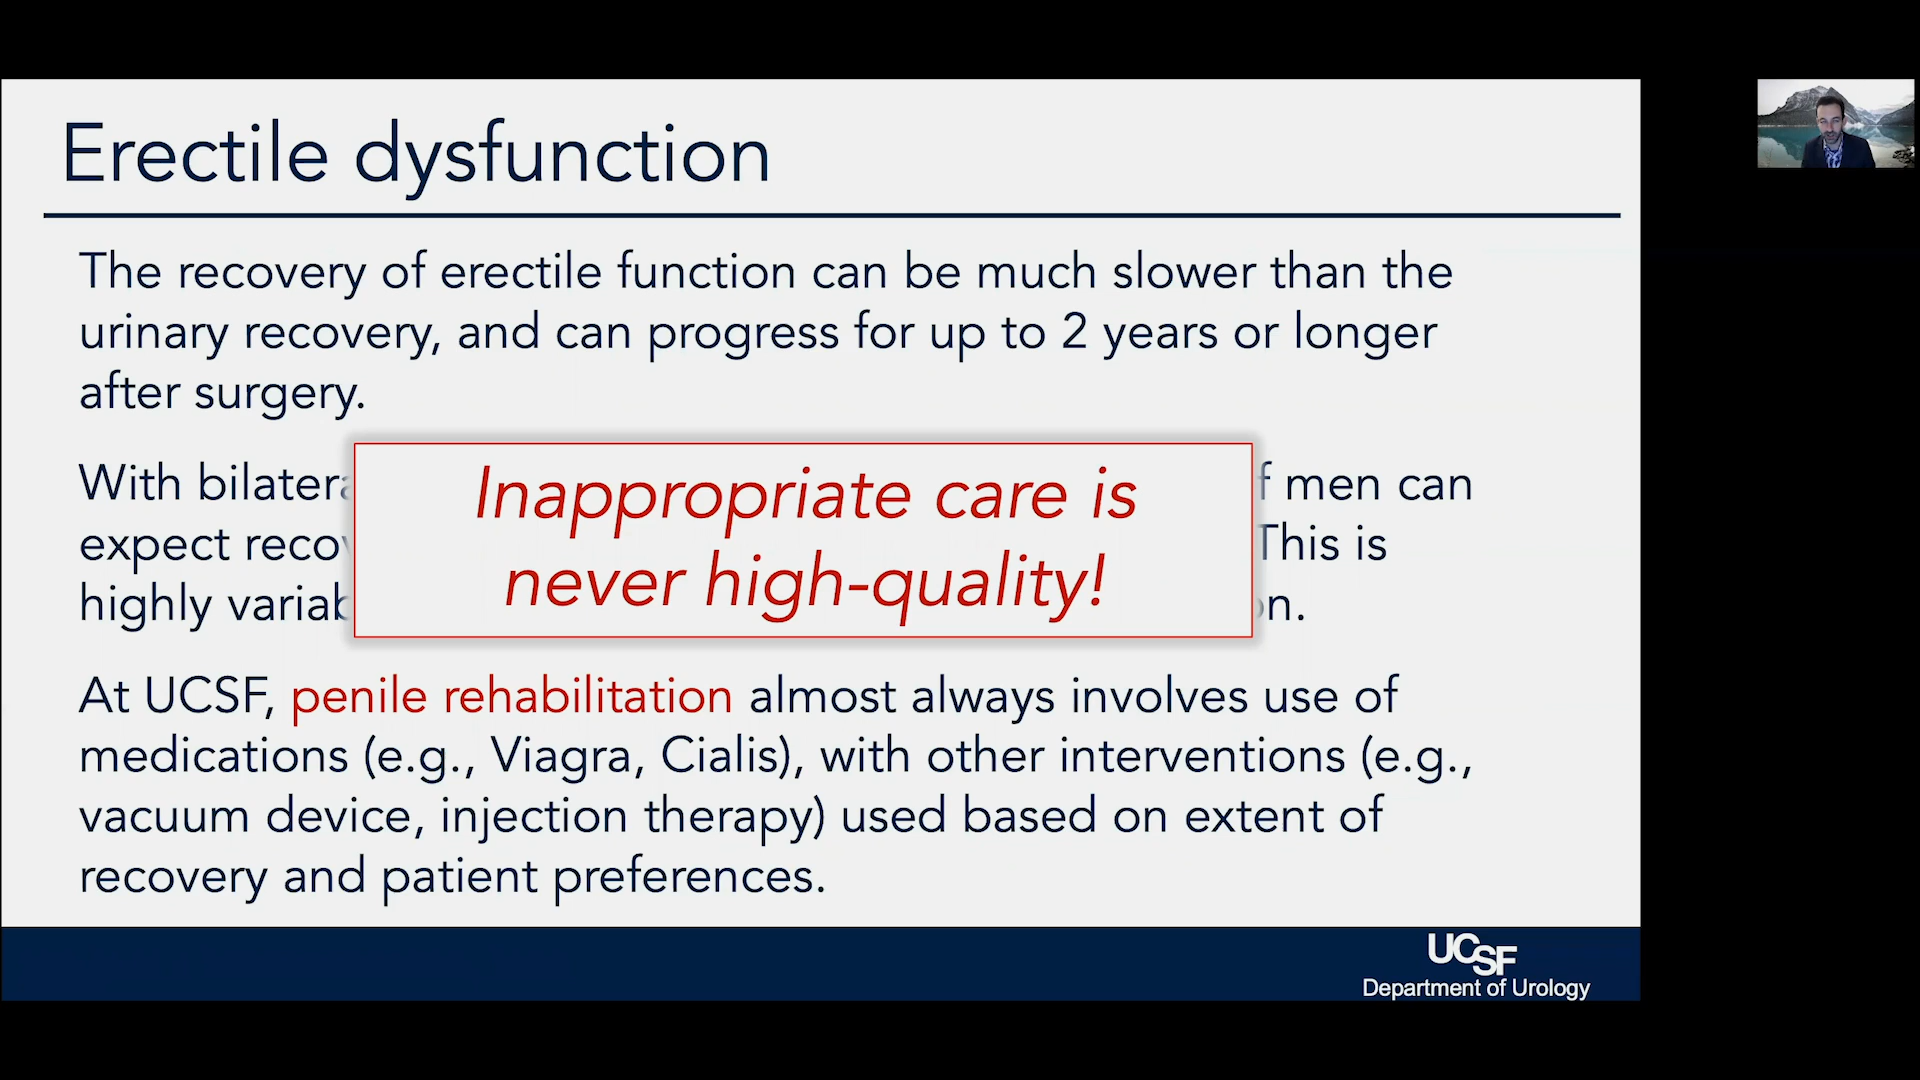 Erectile dysfunction
The recovery of erectile function can be much slower than the
urinary recovery, and can progress for up to 2 years or longer
after surgery.
With men can
expect This is
highly
Inappropriate care is
never high-quality!
At UCSF, penile rehabilitation almost always involves use of
medications (e.g., Viagra, Cialis), with other interventions (e.g.,
vacuum device, injection therapy) used based on extent of
recovery and patient preferences.
UCSF
Department of Urology